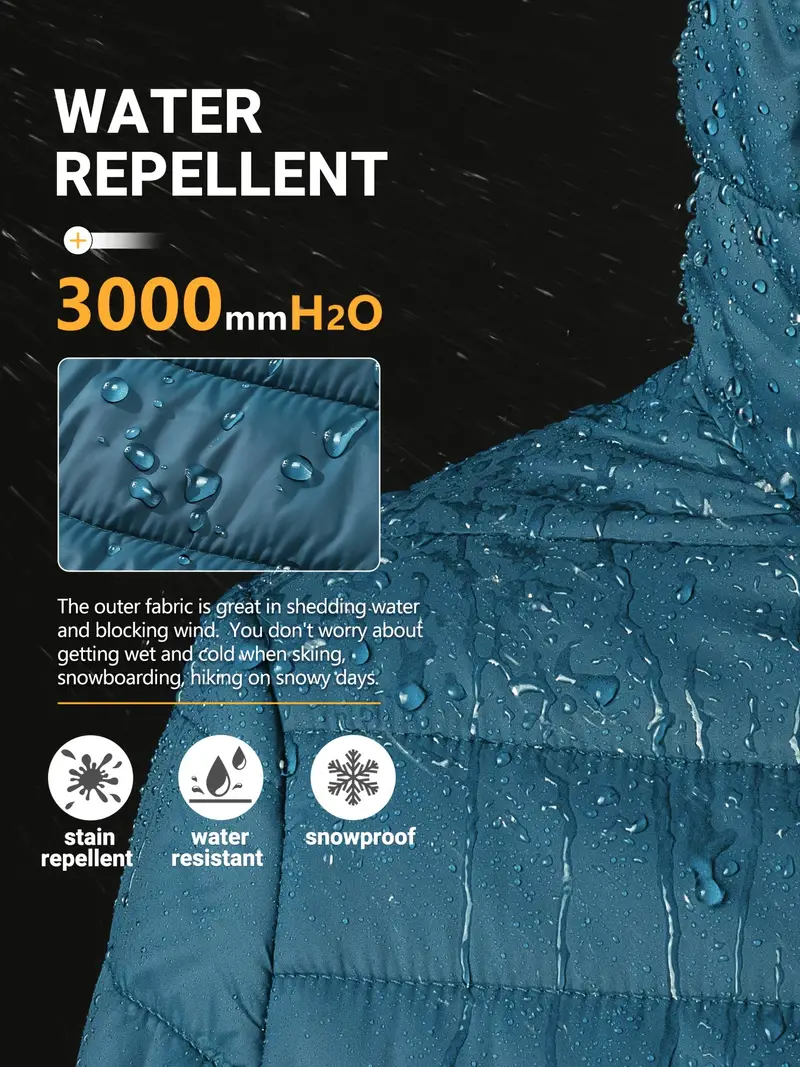 WATER
REPELLENT
3000mmH2O
The outer fabric is great in shedding water
and blocking wind. You don't worry about
getting wet and cold when skiing,
snowboarding, hiking on snowy days.
stain
repellent
water
resistant
snowproof